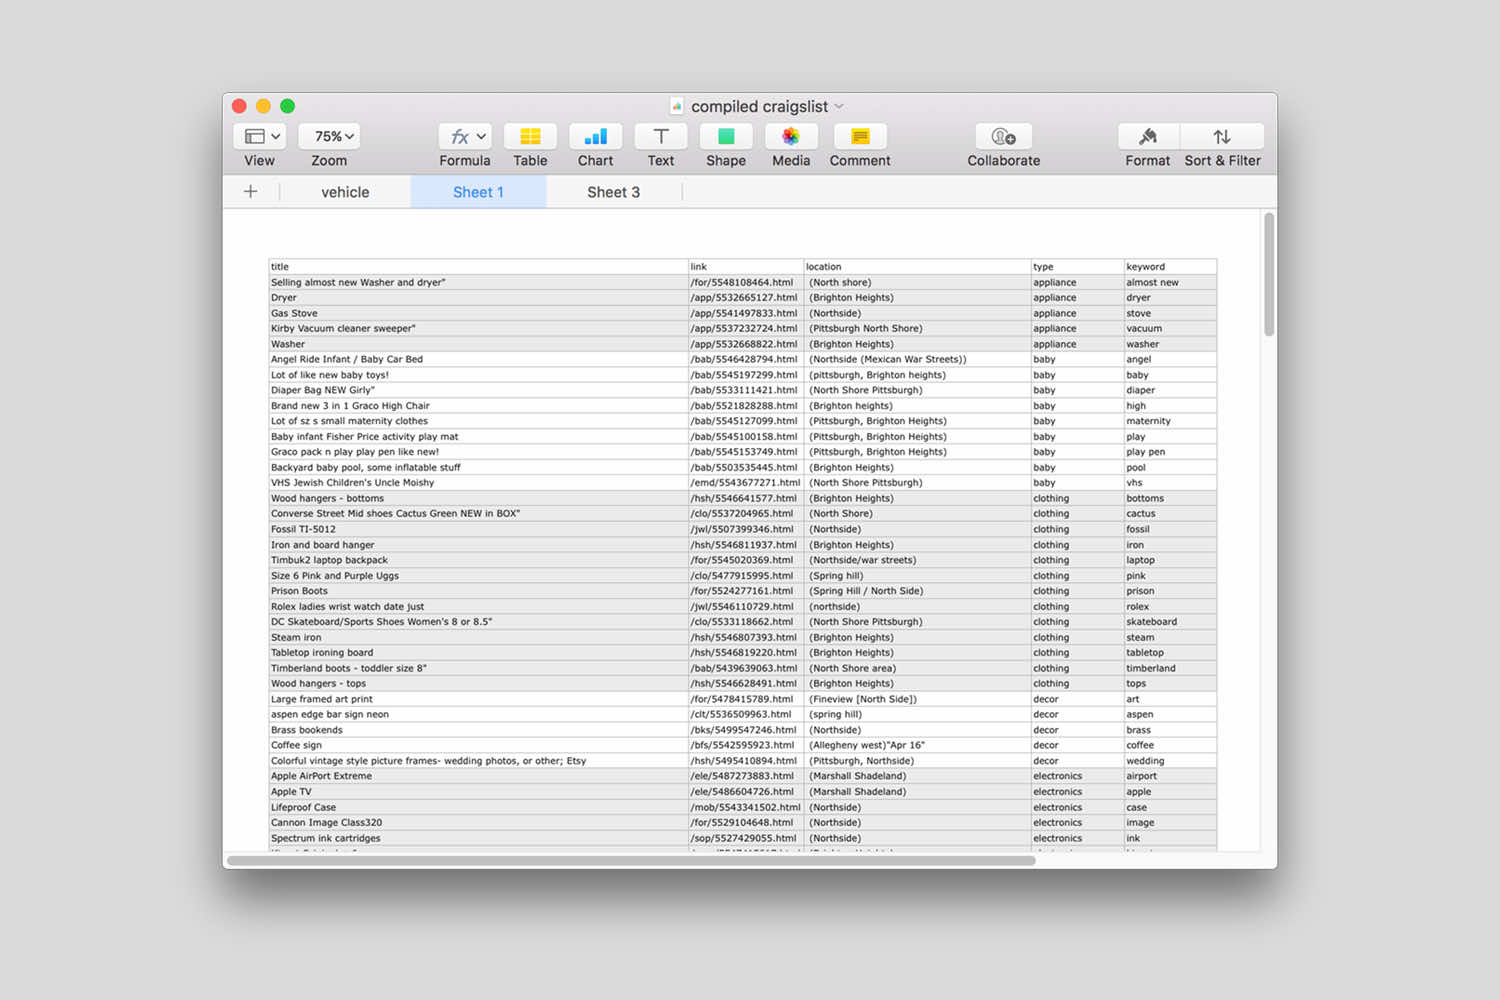 compiled craigslist
75%
View Zoom Formula Table Chart Text Shape Media Comment Collaborate Format Sort & Filter
vehicle Sheet 1 Sheet 3
title link location type keyword
Selling almost new Washer and dryer" /for/5548108464.html (North shore) appliance almost new
Dryer /app/5532665127.html (Brighton Heights) appliance dryer
Gas Stove /app/5541497833.html (Northside) appliance stove
Kirby Vacuum cleaner sweeper" /app/5537232724.html (Pittsburgh North Shore) appliance vacuum
Washer /app/5532668822.html (Brighton Heights) appliance washer
Angel Ride Infant / Baby Car Bed /bab/5546428794.html (Northside (Mexican War Streets)) baby angel
Lot of like new baby toys! /bab/5545197299.html (pittsburgh, Brighton heights) baby baby
Diaper Bag NEW Girly" /bab/5533111421.html (North Shore Pittsburgh) baby diaper
Brand new 3 in 1 Graco High Chair /bab/5521828288.html (Brighton heights) baby high
Lot of sz s small maternity clothes /bab/5545127099.html (Pittsburgh, Brighton Heights) baby maternity
Baby infant Fisher Price activity play mat /bab/5545100158.html (Pittsburgh, Brighton Heights) baby play
Graco pack n play play pen like new! /bab/5545153749.html (Pittsburgh, Brighton Heights) baby play pen
Backyard baby pool, some inflatable stuff /bab/5503535445.html (Brighton Heights) baby pool
VHS Jewish Children's Uncle Moishy /emd/5543677271.html (North Shore Pittsburgh) baby vhs
Wood hangers - bottoms /hsh/5546641577.html (Brighton Heights) clothing bottoms
Converse Street Mid shoes Cactus Green NEW in BOX" /clo/5537204965.html (North Shore) clothing cactus
Fossil TI-5012 /jwl/5507399346.html (Northside) clothing fossil
Iron and board hanger /hsh/5546811937.html (Brighton Heights) clothing iron
Timbuk2 laptop backpack /for/5545020369.html (Northside/war streets) clothing laptop
Size 6 Pink and Purple Uggs /clo/5477915995.html (Spring hill) clothing pink
Prison Boots /for/5524277161.html (Spring Hill / North Side) clothing prison
Rolex ladies wrist watch date just /jwl/5546110729.html (northside) clothing rolex
DC Skateboard/Sports Shoes Women's 8 or 8.5" /clo/5533118662.html (North Shore Pittsburgh) clothing skateboard
Steam iron /hsh/5546807393.html (Brighton Heights) clothing steam
Tabletop ironing board /hsh/5546819220.html (Brighton Heights) clothing tabletop
Timberland boots - toddler size 8" /bab/5439639063.html (North Shore area) clothing timberland
Wood hangers - tops /hsh/5546628491.html (Brighton Heights) clothing tops
Large framed art print /for/5478415789.html (Fineview [North Side]) decor art
aspen edge bar sign neon /clt/5536509963.html (spring hill) decor aspen
Brass bookends /bks/5499547246.html (Northside) decor brass
Coffee sign /bfs/5542595923.html (Allegheny west)"Apr 16" decor coffee
Colorful vintage style picture frames- wedding photos, or other; Etsy /hsh/5495410894.html (Pittsburgh, Northside) decor wedding
Apple AirPort Extreme /ele/5487273883.html (Marshall Shadeland) electronics airport
Apple TV /ele/5486604726.html (Marshall Shadeland) electronics apple
Lifeproof Case /mob/5543341502.html (Northside) electronics case
Cannon Image Class320 /for/5529104648.html (Northside) electronics image
Spectrum ink cartridges /sop/5527429055.html (Northside) electronics ink